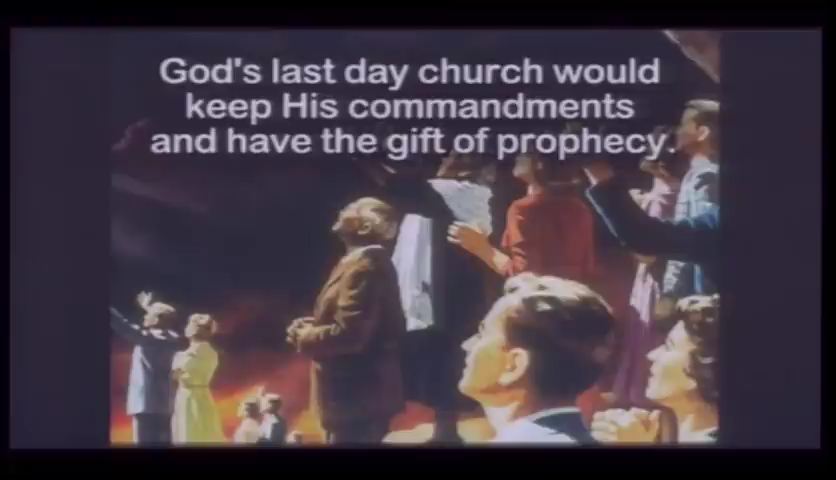 God's last day church would
keep His commandments
and have the gift of prophecy.